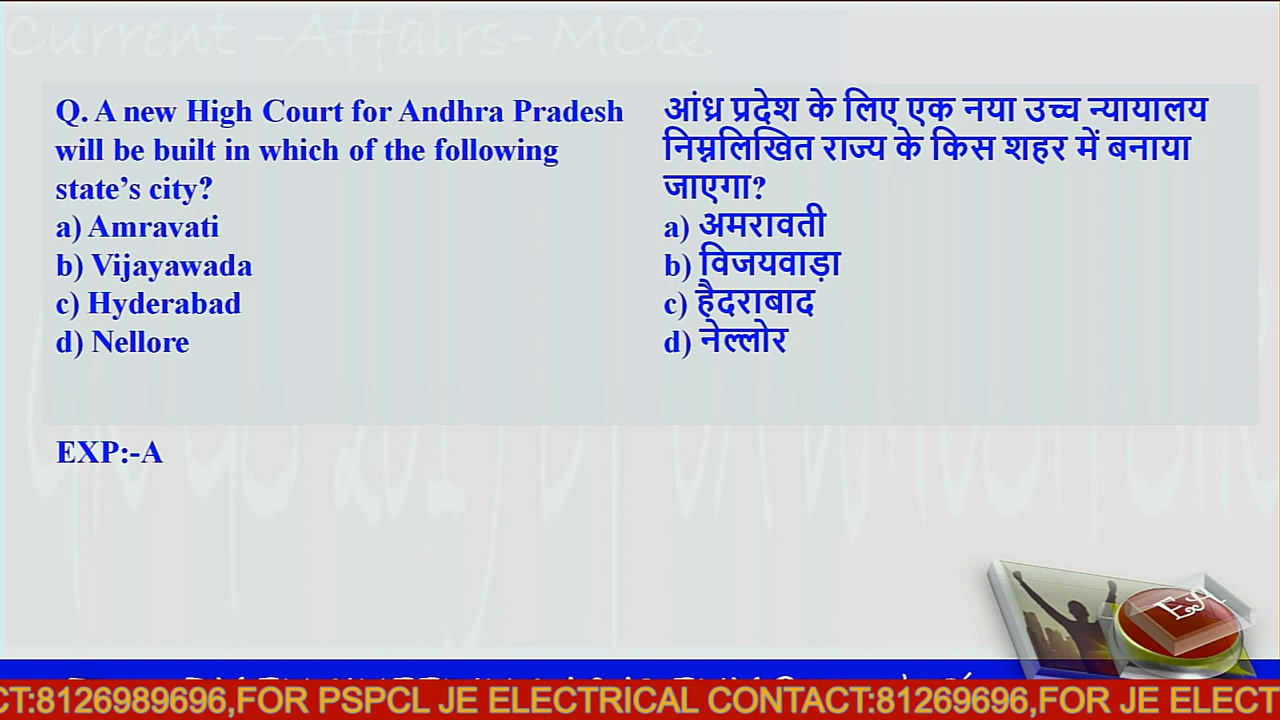 Current -Affairs- MCQ
Q. A new High Court for Andhra Pradesh
will be built in which of the following
state’s city?
a) Amravati
b) Vijayawada
c) Hyderabad
d) Nellore
आंध्र प्रदेश के लिए एक नया उच्च न्यायालय
निम्नलिखित राज्य के किस शहर में बनाया
जाएगा?
a) अमरावती
b) विजयवाड़ा
c) हैदराबाद
d) नेल्लोर
EXP:-A
CT:8126989696,FOR PSPCL JE ELECTRICAL CONTACT:81269696,FOR JE ELECT